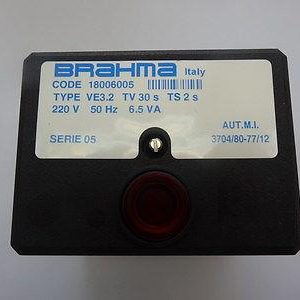 BRAHMA Italy
CODE 18006005
TYPE VE3.2 TV 30 s TS 2 s
220 V 50 Hz 6.5 VA
AUT.M.I.
SERIE 05 3704/80-77/12